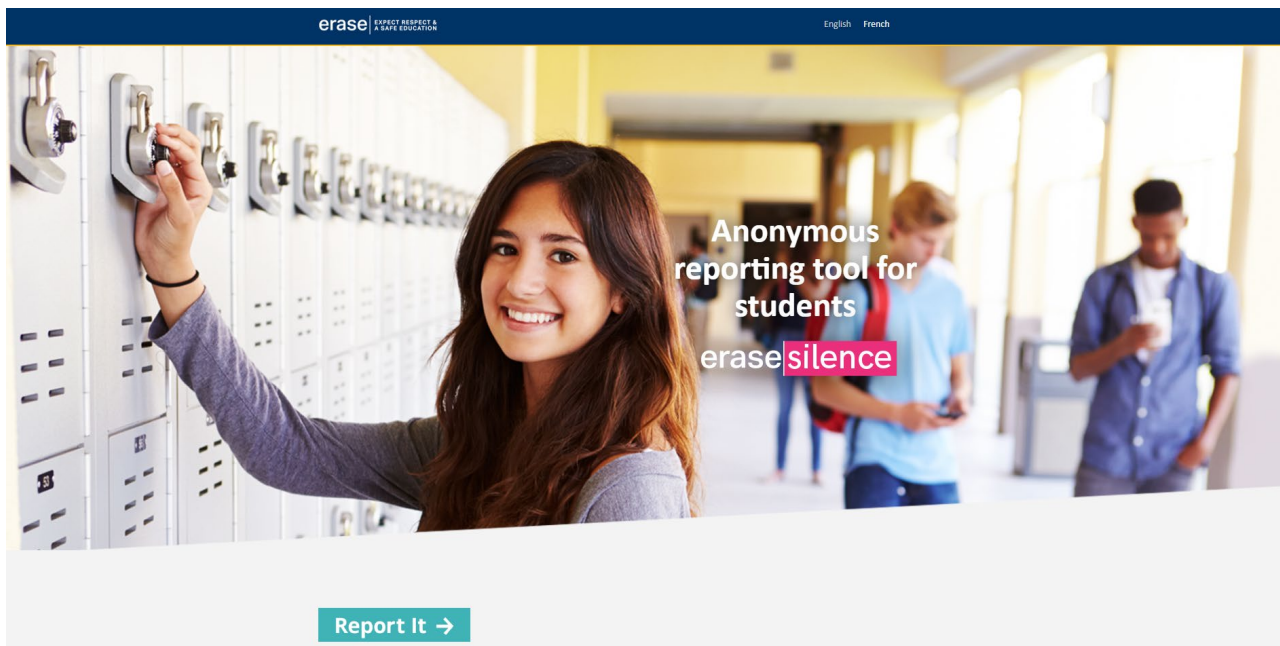 erase EXPECT RESPECT &
A SAFE EDUCATION
English French
Anonymous
reporting tool for
students
erase silence
Report It →